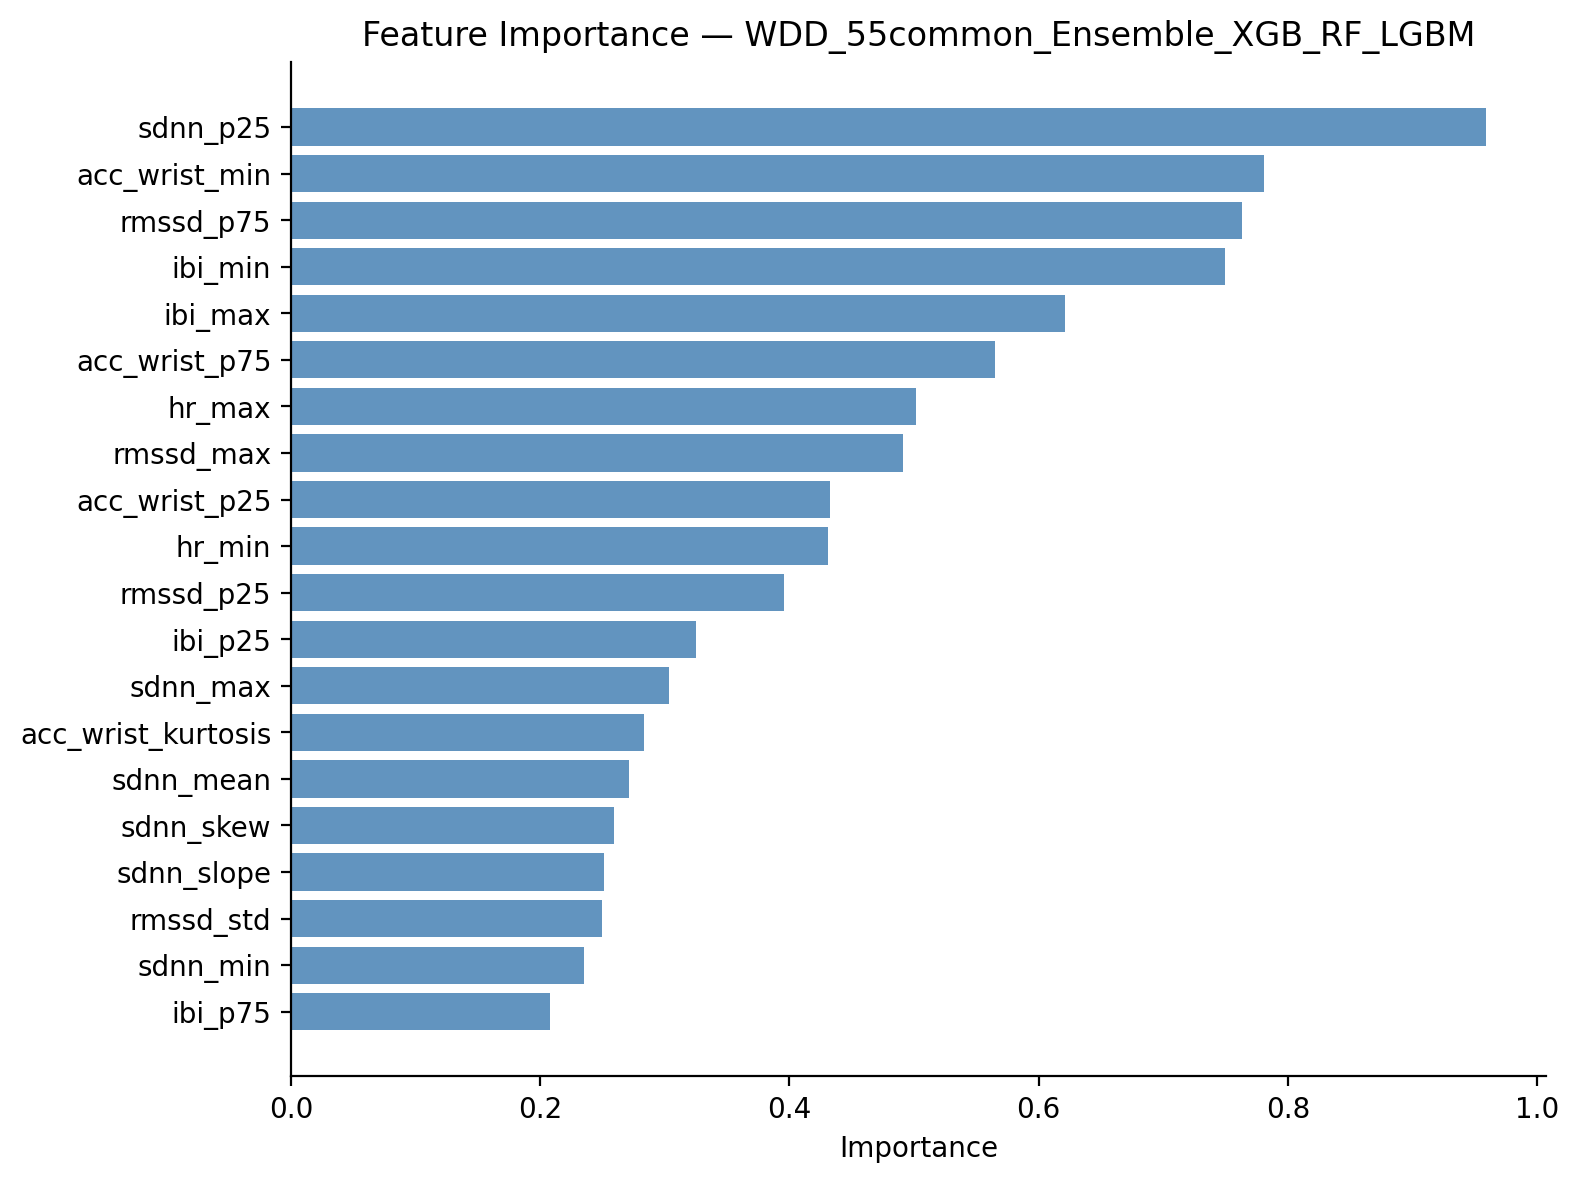 Feature Importance — WDD_55common_Ensemble_XGB_RF_LGBM
sdnn_p25
acc_wrist_min
rmssd_p75
ibi_min
ibi_max
acc_wrist_p75
hr_max
rmssd_max
acc_wrist_p25
hr_min
rmssd_p25
ibi_p25
sdnn_max
acc_wrist_kurtosis
sdnn_mean
sdnn_skew
sdnn_slope
rmssd_std
sdnn_min
ibi_p75
0.0 0.2 0.4 0.6 0.8 1.0
Importance